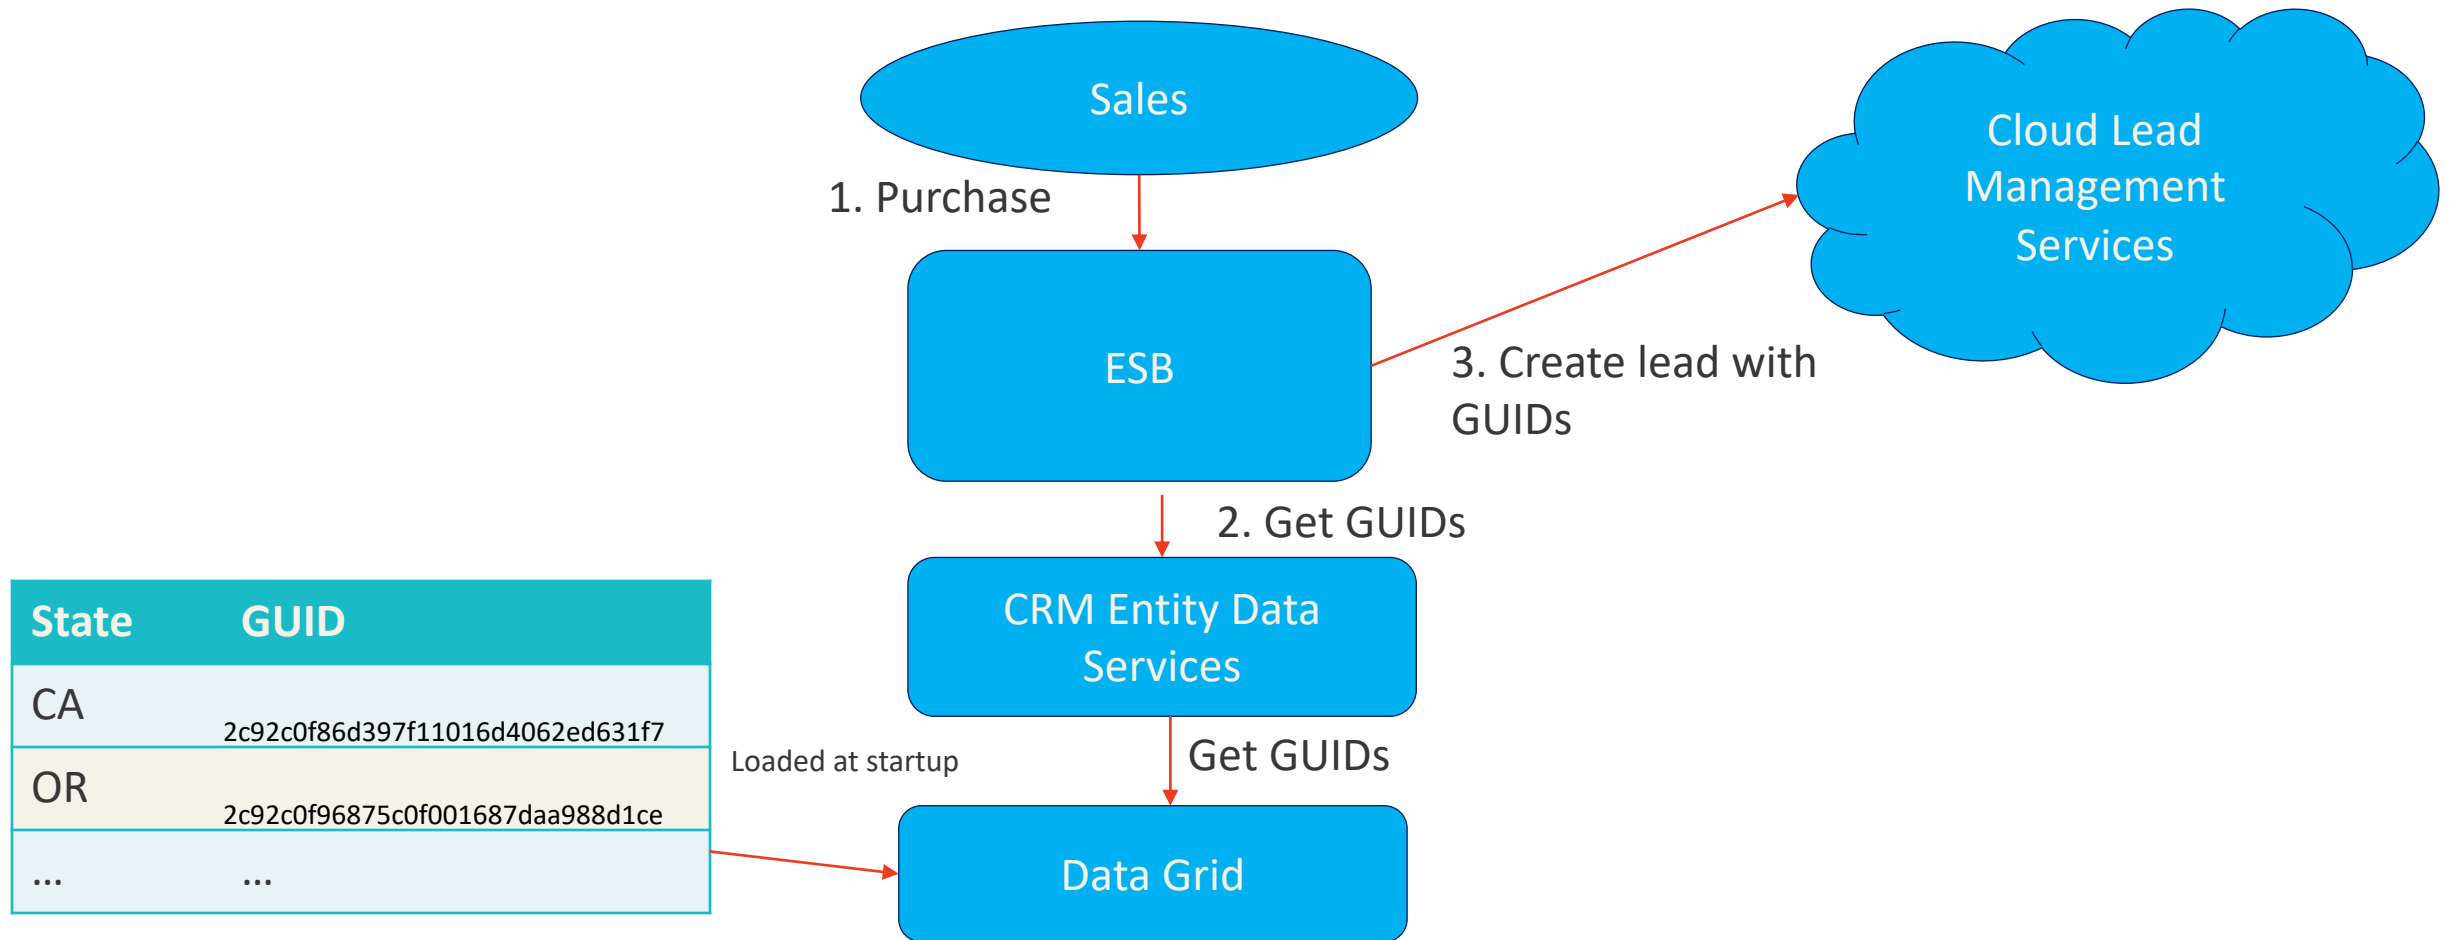 Sales
Cloud Lead
Management
Services
1. Purchase
ESB
3. Create lead with
GUIDs
2. Get GUIDs
CRM Entity Data
Services
State GUID
CA 2c92c0f86d397f11016d4062ed631f7
OR 2c92c0f96875c0f001687daa988d1ce
... ...
Loaded at startup
Get GUIDs
Data Grid